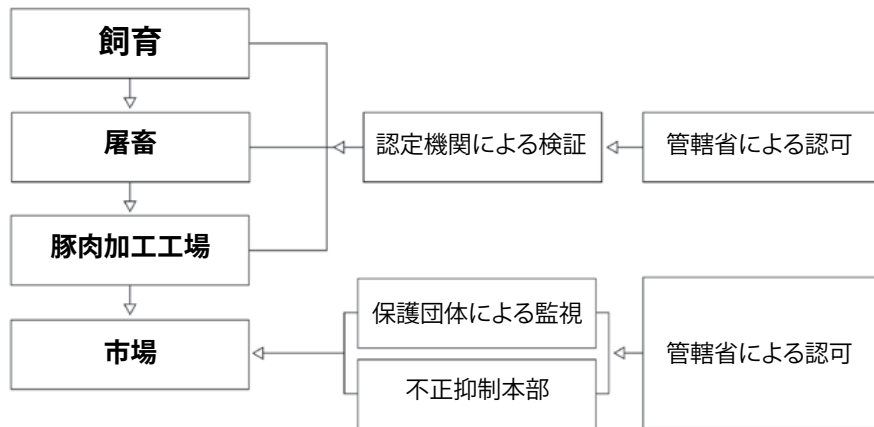 飼育
屠畜
認定機関による検証
管轄省による認可
豚肉加工工場
保護団体による監視
市場
管轄省による認可
不正抑制本部